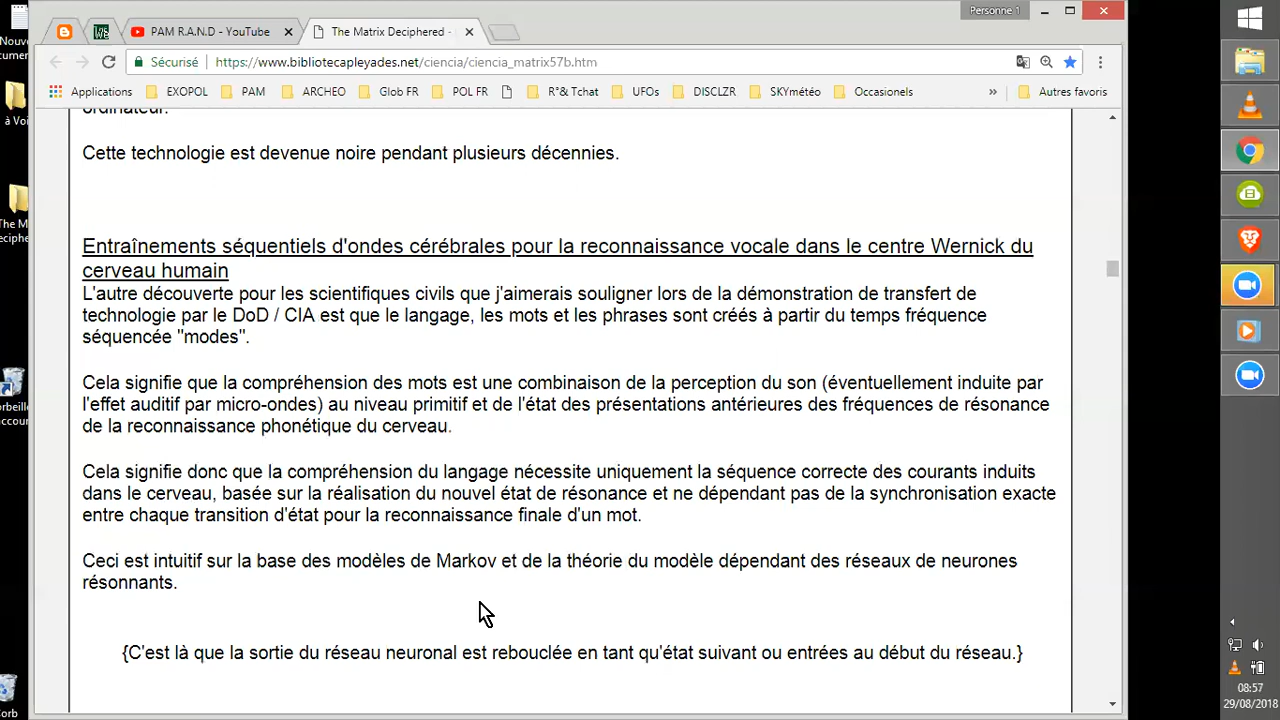 Personne 1
PAM R.A.N.D - YouTube
The Matrix Deciphered -
Sécurisé
https://www.bibliotecapleyades.net/ciencia/ciencia_matrix57b.htm
Applications
EXOPOL
PAM
ARCHEO
Glob FR
POL FR
R°& Tchat
UFOs
DISCLZR
SKYmétéo
Occasionels
»
Autres favoris
Nouv
cumen
à Voi
The M
eciphe
orbeill
accour
Corb
ordinateur.
Cette technologie est devenue noire pendant plusieurs décennies.
Entraînements séquentiels d'ondes cérébrales pour la reconnaissance vocale dans le centre Wernick du
cerveau humain
L'autre découverte pour les scientifiques civils que j'aimerais souligner lors de la démonstration de transfert de
technologie par le DoD / CIA est que le langage, les mots et les phrases sont créés à partir du temps fréquence
séquencée "modes".
Cela signifie que la compréhension des mots est une combinaison de la perception du son (éventuellement induite par
l'effet auditif par micro-ondes) au niveau primitif et de l'état des présentations antérieures des fréquences de résonance
de la reconnaissance phonétique du cerveau.
Cela signifie donc que la compréhension du langage nécessite uniquement la séquence correcte des courants induits
dans le cerveau, basée sur la réalisation du nouvel état de résonance et ne dépendant pas de la synchronisation exacte
entre chaque transition d'état pour la reconnaissance finale d'un mot.
Ceci est intuitif sur la base des modèles de Markov et de la théorie du modèle dépendant des réseaux de neurones
résonnants.
{C'est là que la sortie du réseau neuronal est rebouclée en tant qu'état suivant ou entrées au début du réseau.}
08:57
29/08/2018